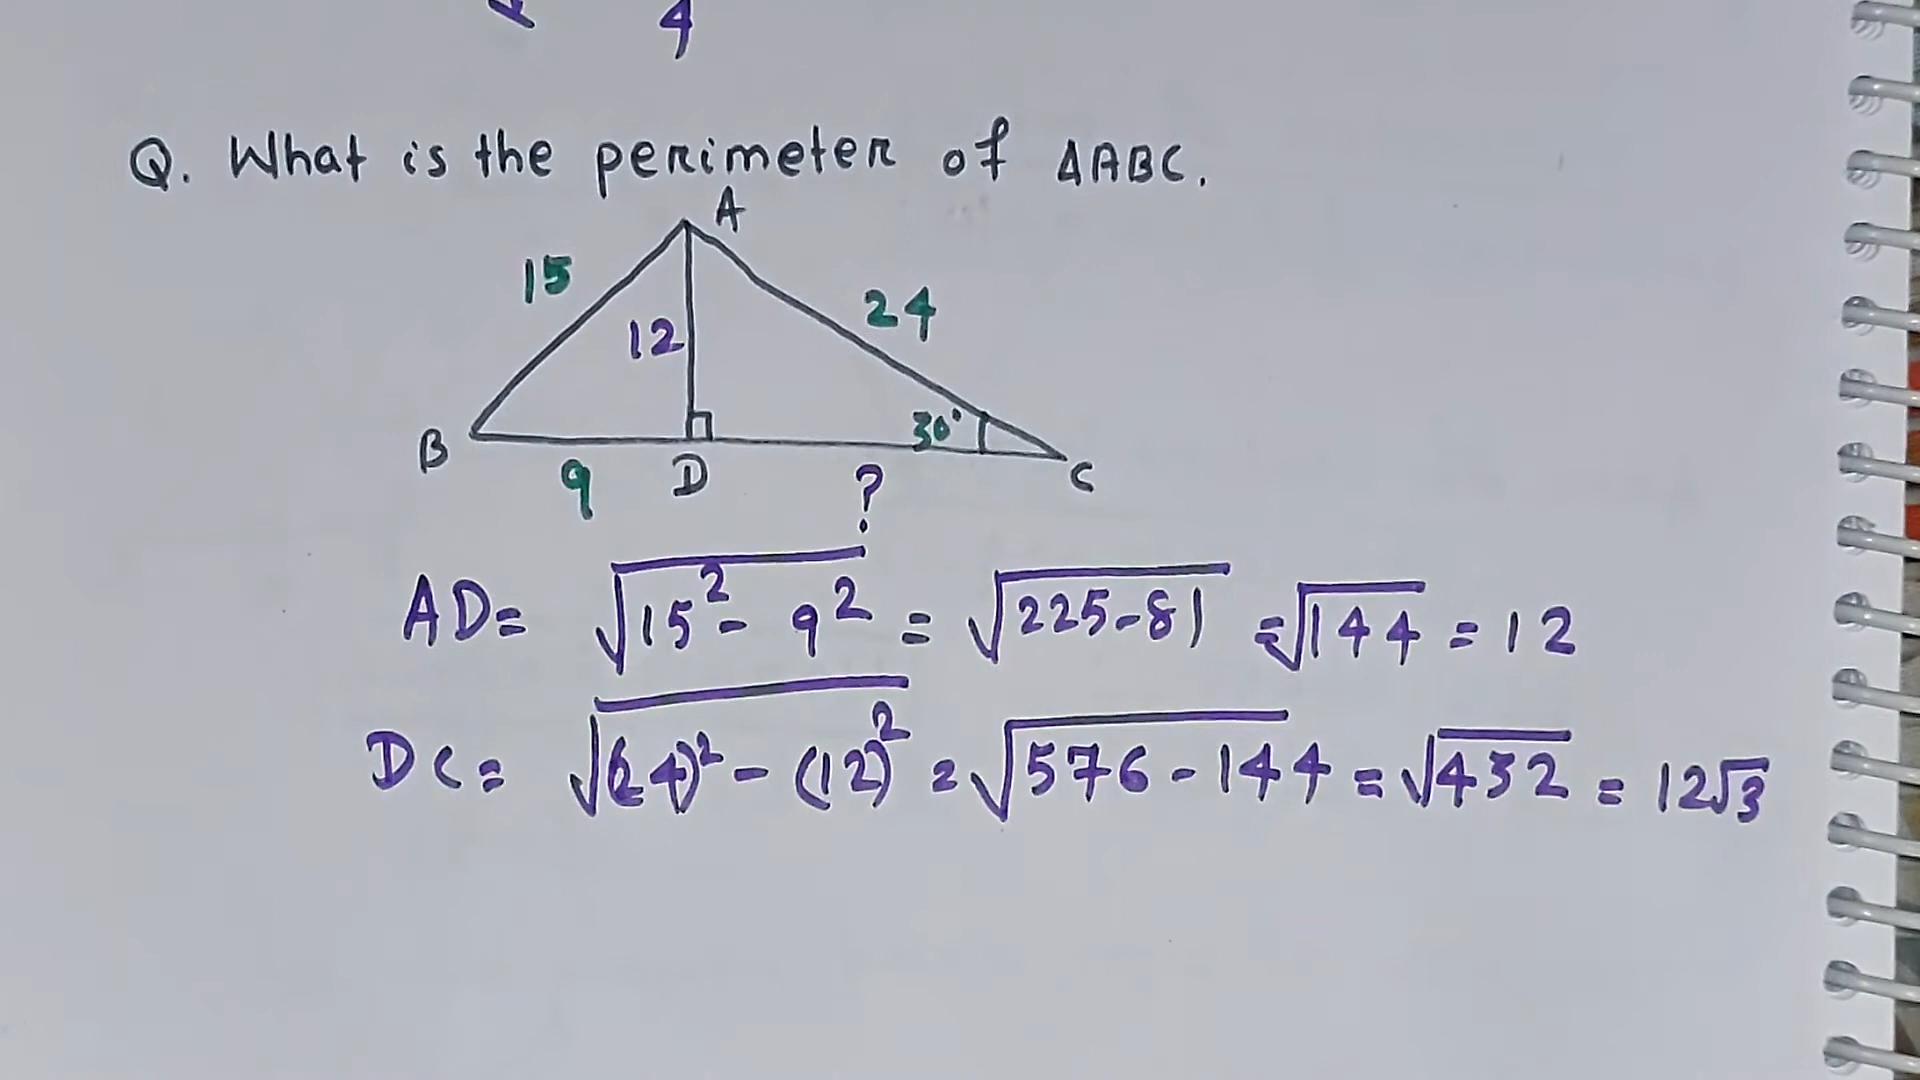 4
Q. What is the perimeter of ΔABC.
A
15
24
12
30°
B
9
D
?
C
AD= √15² - 9² = √225-81 =√144 = 12
DC= √(24)² - (12)² = √576 - 144 = √432 = 12√3